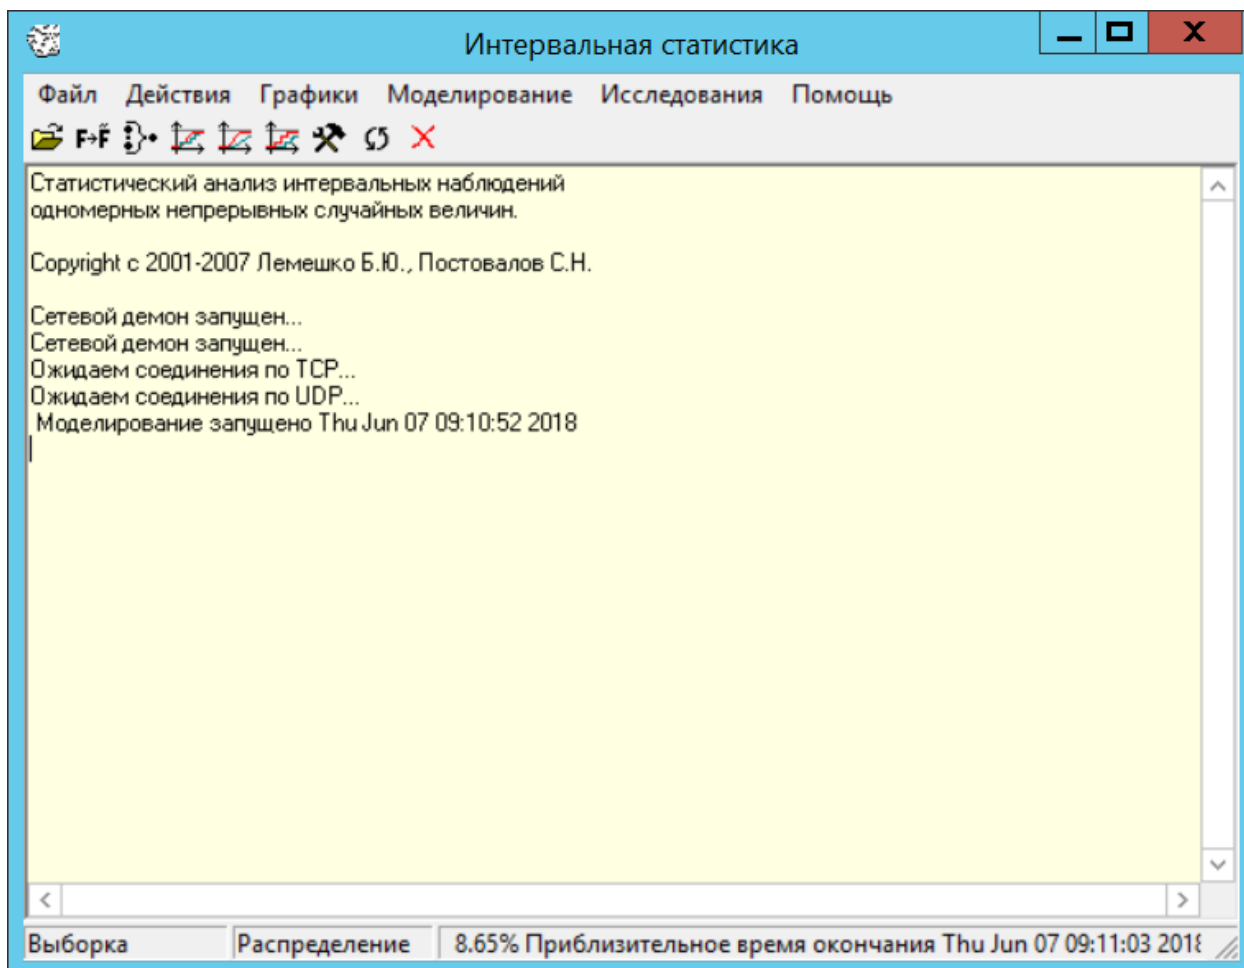 Интервальная статистика
Файл Действия Графики Моделирование Исследования Помощь
F→F̃
Статистический анализ интервальных наблюдений
одномерных непрерывных случайных величин.
Copyright c 2001-2007 Лемешко Б.Ю., Постовалов С.Н.
Сетевой демон запущен...
Сетевой демон запущен...
Ожидаем соединения по TCP...
Ожидаем соединения по UDP...
Моделирование запущено Thu Jun 07 09:10:52 2018
Выборка Распределение 8.65% Приблизительное время окончания Thu Jun 07 09:11:03 2018